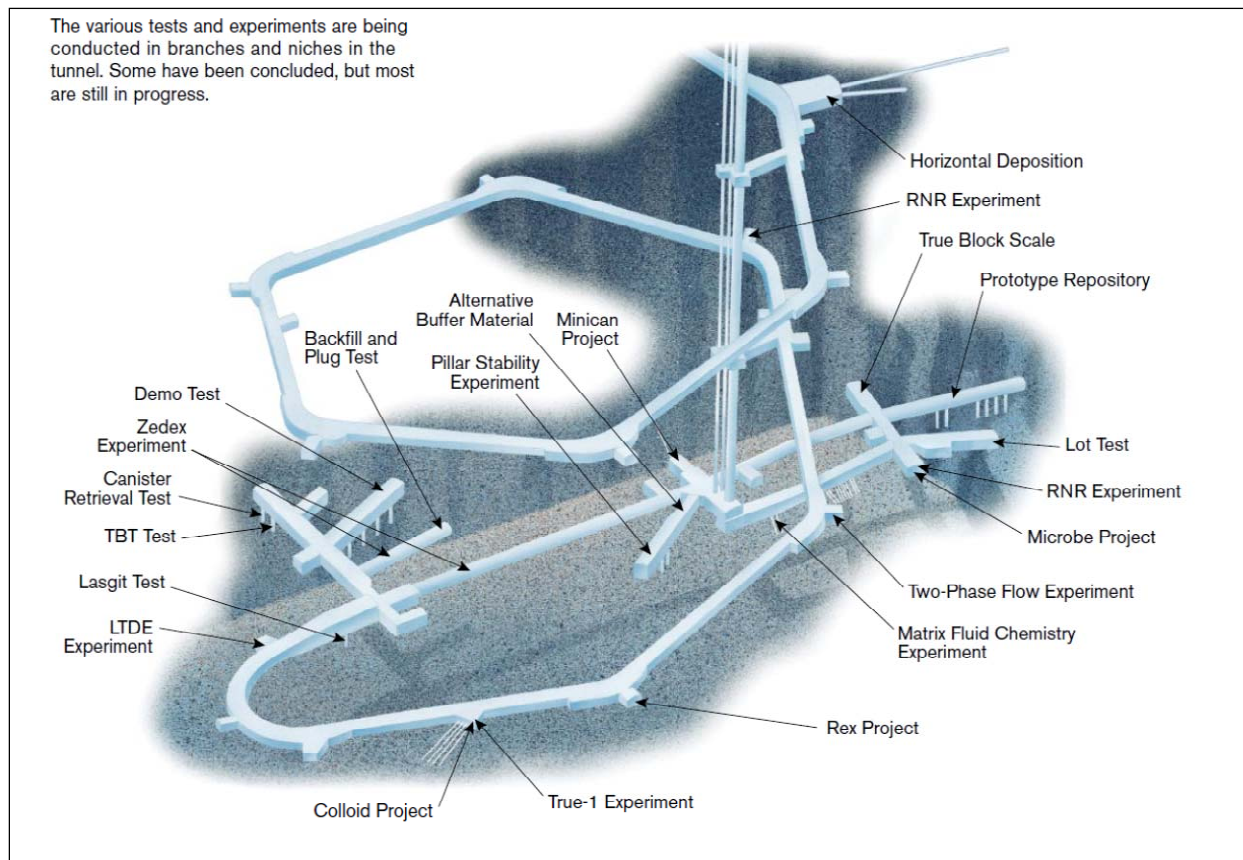 The various tests and experiments are being
conducted in branches and niches in the
tunnel. Some have been concluded, but most
are still in progress.
Horizontal Deposition
RNR Experiment
True Block Scale
Prototype Repository
Alternative
Buffer Material
Minican
Project
Backfill and
Plug Test
Pillar Stability
Experiment
Demo Test
Zedex
Experiment
Canister
Retrieval Test
TBT Test
Lasgit Test
LTDE
Experiment
Lot Test
RNR Experiment
Microbe Project
Two-Phase Flow Experiment
Matrix Fluid Chemistry
Experiment
Rex Project
True-1 Experiment
Colloid Project